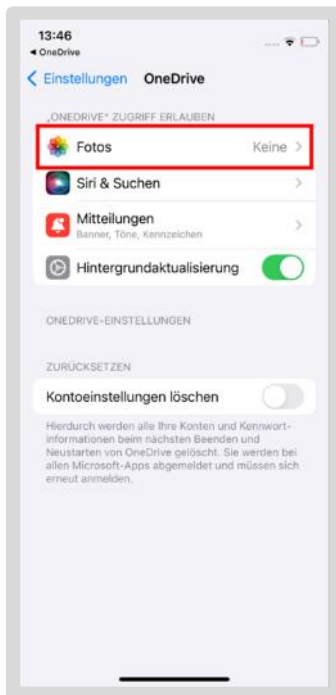 13:46
OneDrive
Einstellungen OneDrive
„ONEDRIVE“ ZUGRIFF ERLAUBEN
Fotos Keine
Siri & Suchen
Mitteilungen
Banner, Töne, Kennzeichen
Hintergrundaktualisierung
ONEDRIVE-EINSTELLUNGEN
ZURÜCKSETZEN
Kontoeinstellungen löschen
Hierdurch werden alle Ihre Konten und Kennwort-
informationen beim nächsten Beenden und
Neustarten von OneDrive gelöscht. Sie werden bei
allen Microsoft-Apps abgemeldet und müssen sich
erneut anmelden.